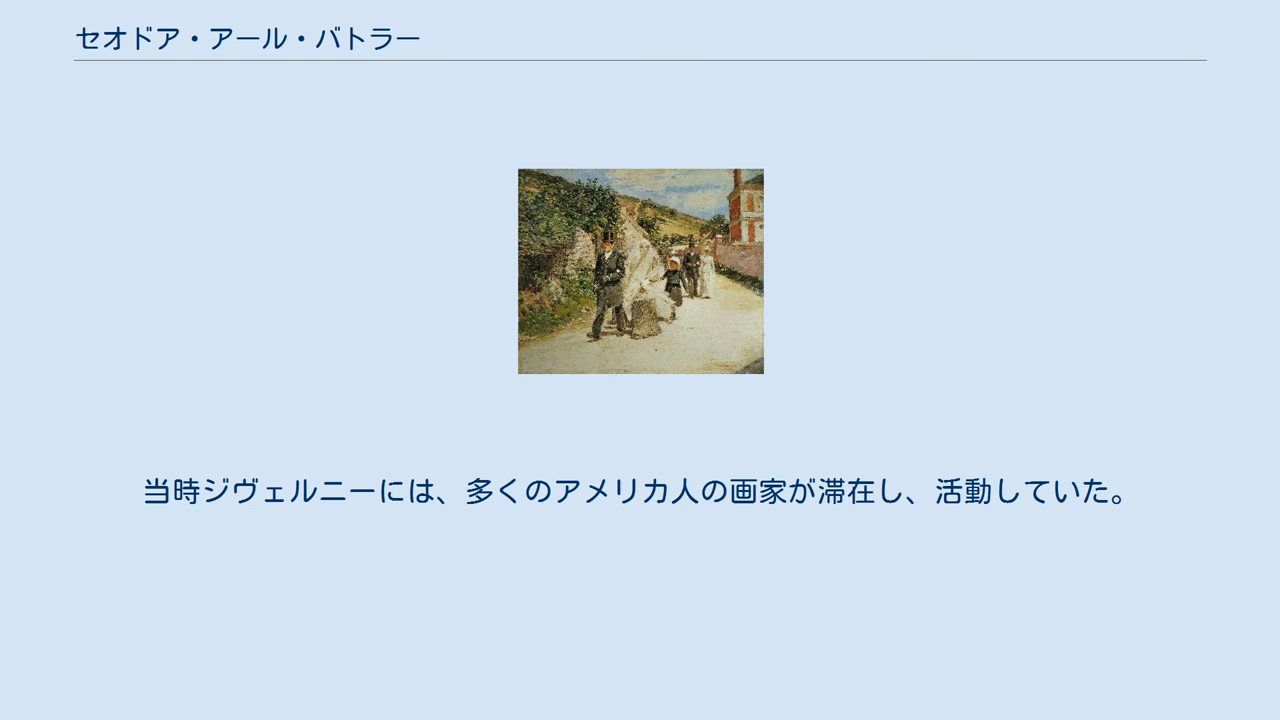 セオドア・アール・バトラー
当時ジヴェルニーには、多くのアメリカ人の画家が滞在し、活動していた。